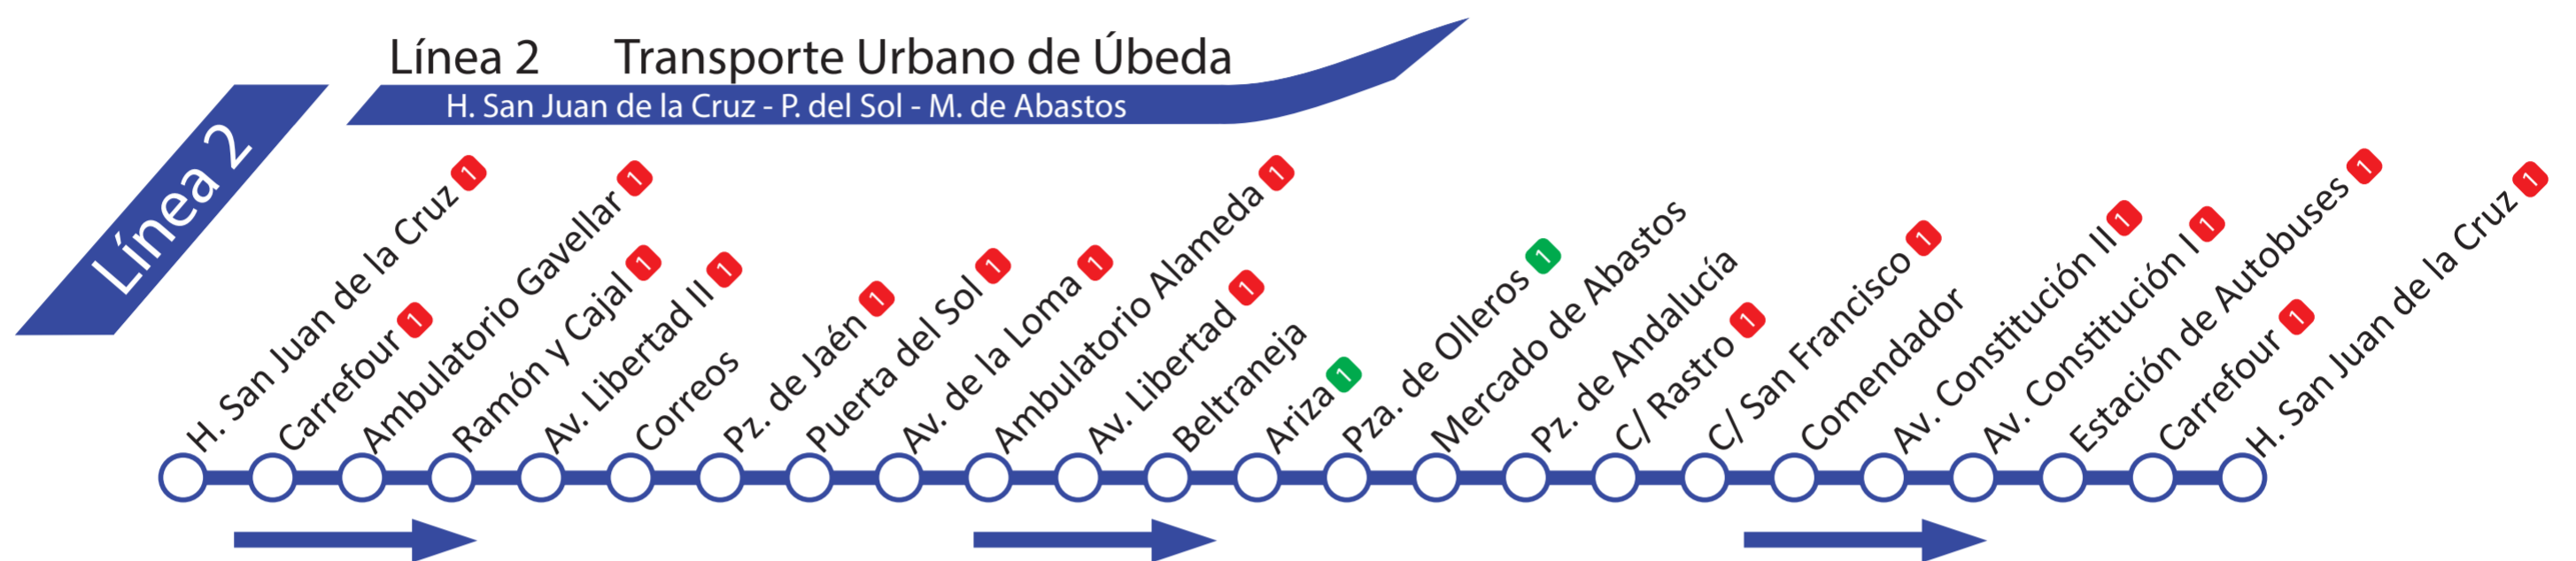 Línea 2 Transporte Urbano de Úbeda
H. San Juan de la Cruz - P. del Sol - M. de Abastos
Línea 2
H. San Juan de la Cruz 1
Carrefour 1
Ambulatorio Gavellar 1
Ramón y Cajal 1
Av. Libertad II 1
Correos
Pz. de Jaén 1
Puerta del Sol 1
Av. de la Loma 1
Ambulatorio Alameda 1
Av. Libertad 1
Beltraneja
Ariza 1
Pza. de Olleros 1
Mercado de Abastos
Pz. de Andalucía
C/ Rastro 1
C/ San Francisco 1
Comendador
Av. Constitución II 1
Av. Constitución I 1
Estación de Autobuses 1
Carrefour 1
H. San Juan de la Cruz 1